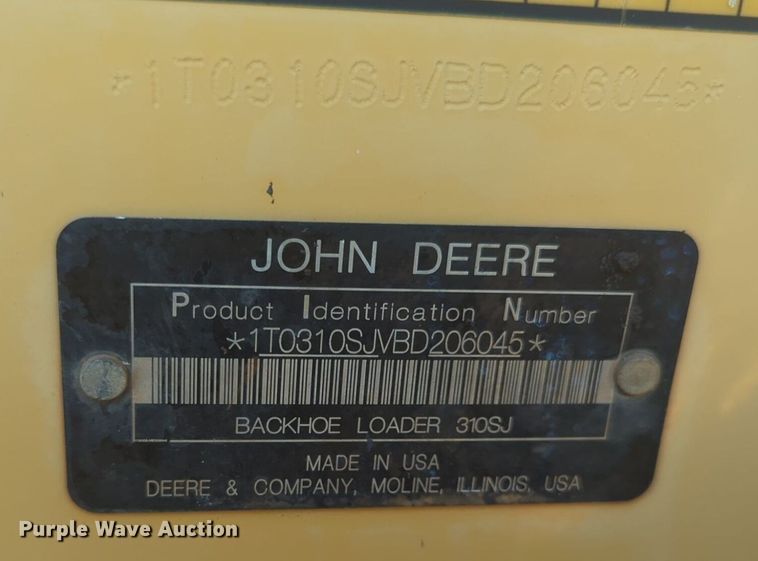 *1T0310SJVBD206045*
JOHN DEERE
Product Identification Number
*1T0310SJVBD206045*
BACKHOE LOADER 310SJ
MADE IN USA
DEERE & COMPANY, MOLINE, ILLINOIS, USA
Purple Wave Auction